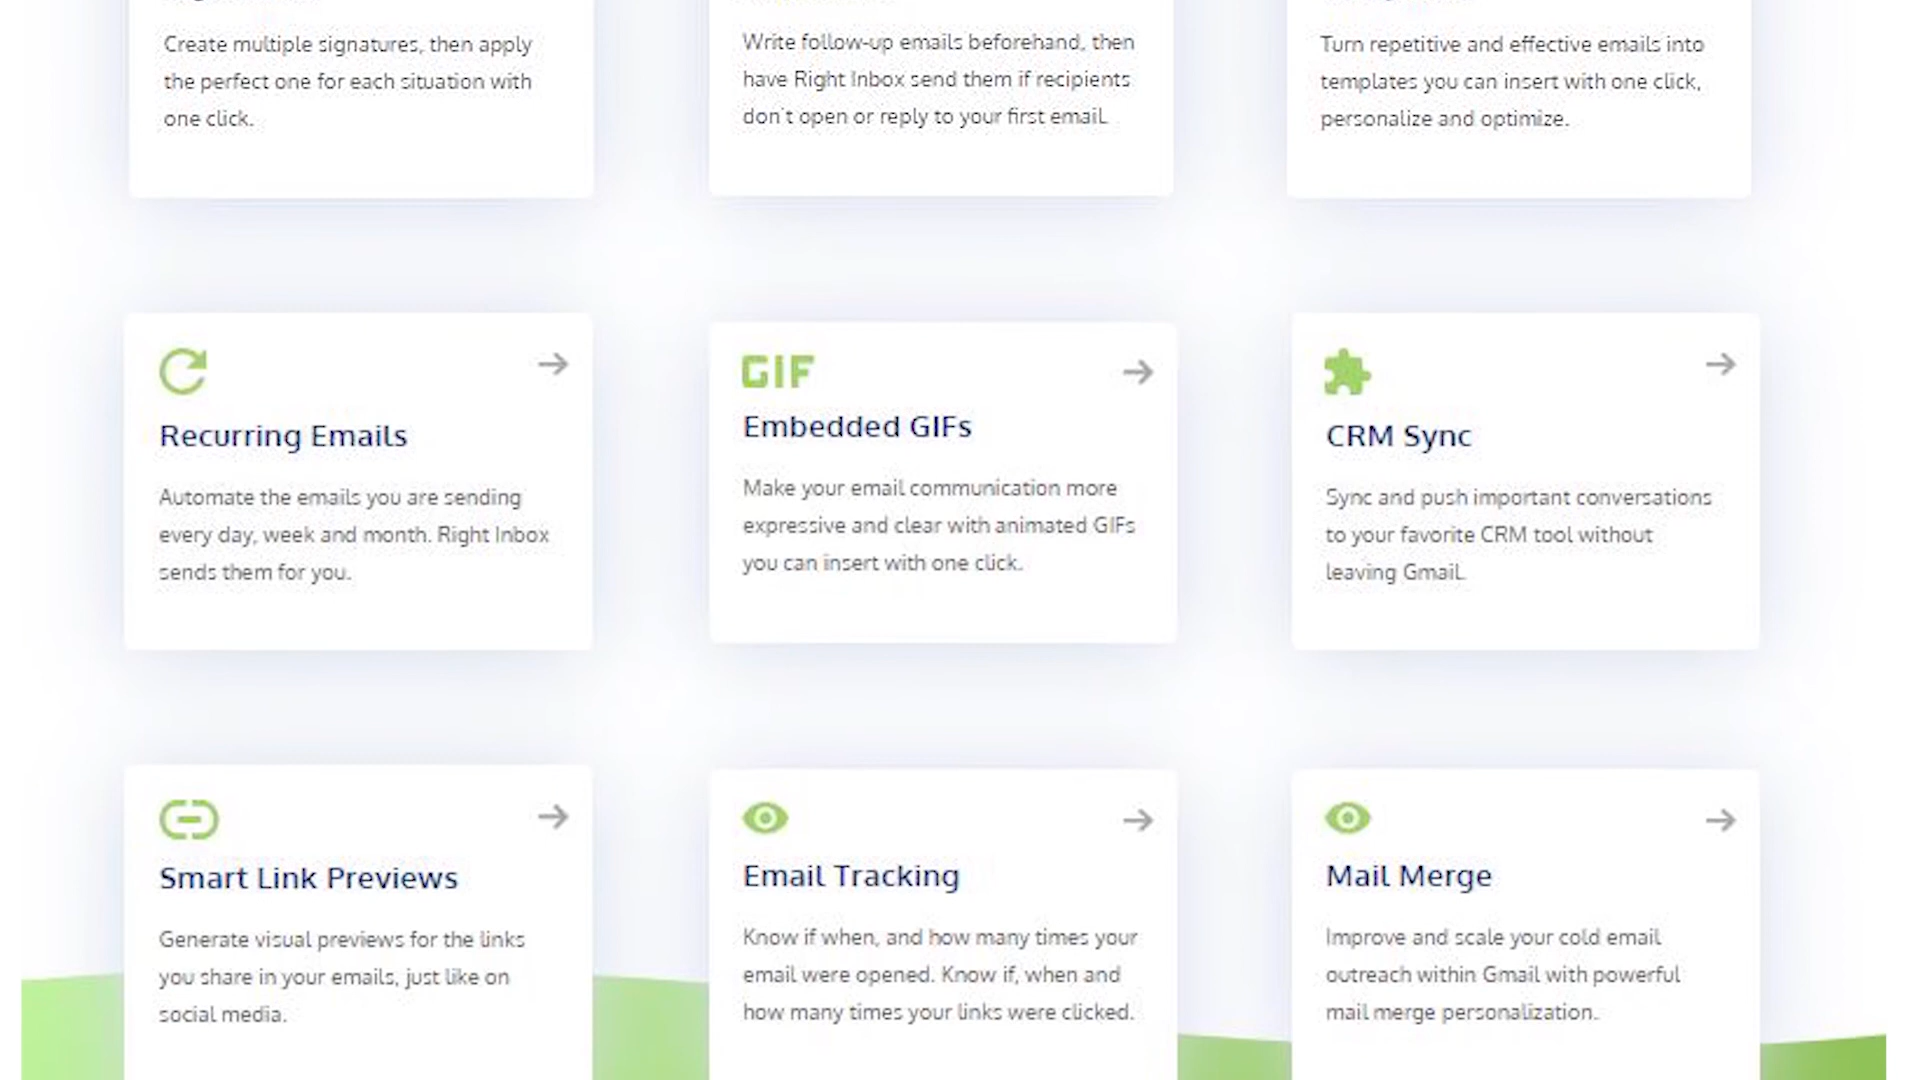 Create multiple signatures, then apply
the perfect one for each situation with
one click.
Write follow-up emails beforehand, then
have Right Inbox send them if recipients
don't open or reply to your first email.
Turn repetitive and effective emails into
templates you can insert with one click,
personalize and optimize.
Recurring Emails
Automate the emails you are sending
every day, week and month. Right Inbox
sends them for you.
GIF
Embedded GIFs
Make your email communication more
expressive and clear with animated GIFs
you can insert with one click.
CRM Sync
Sync and push important conversations
to your favorite CRM tool without
leaving Gmail.
Smart Link Previews
Generate visual previews for the links
you share in your emails, just like on
social media.
Email Tracking
Know if when, and how many times your
email were opened. Know if, when and
how many times your links were clicked.
Mail Merge
Improve and scale your cold email
outreach within Gmail with powerful
mail merge personalization.